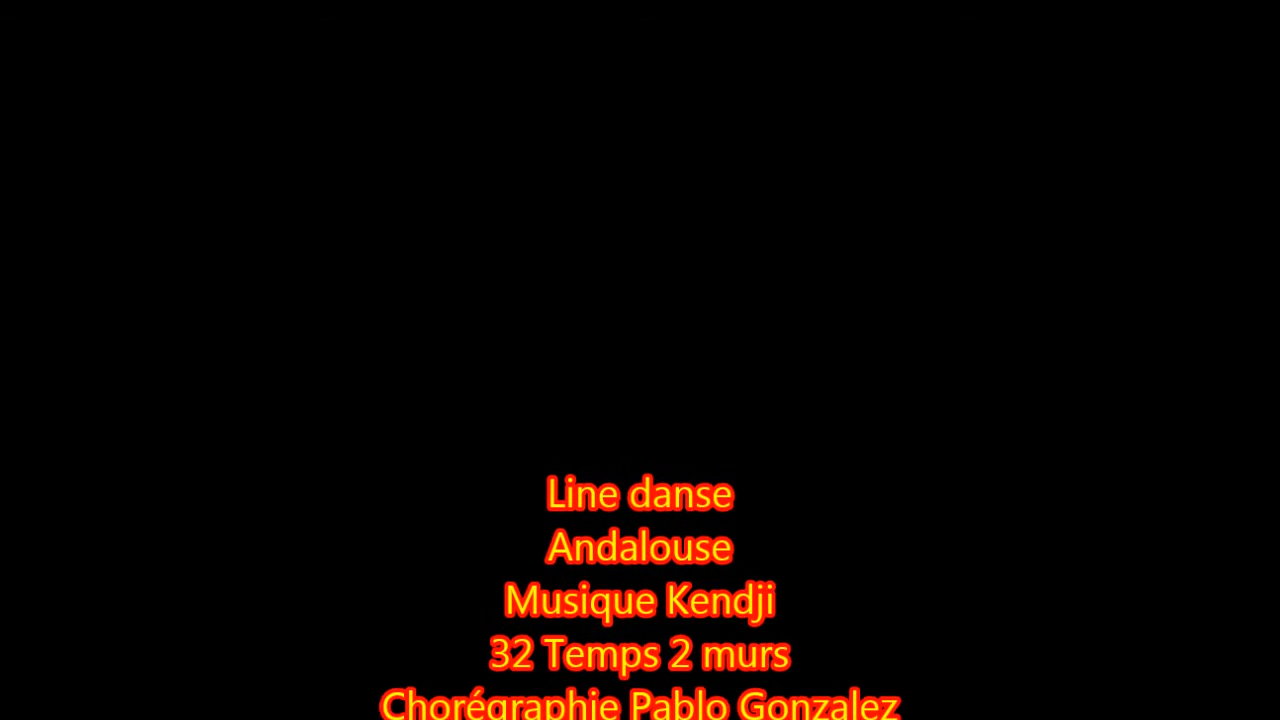 Line danse
Andalouse
Musique Kendji
32 Temps 2 murs
Chorégraphie Pablo Gonzalez